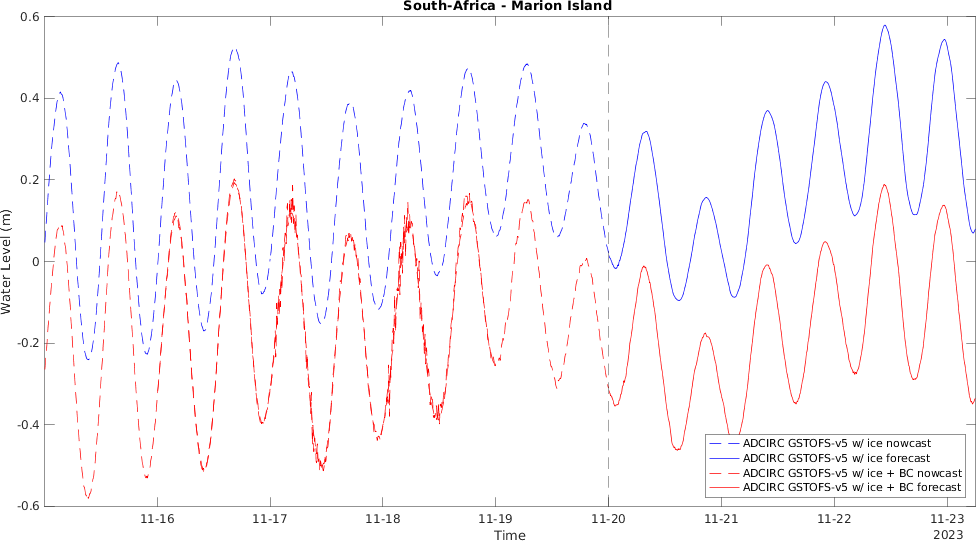 South-Africa - Marion Island
Water Level (m)
0.6
0.4
0.2
0
-0.2
-0.4
-0.6
ADCIRC GSTOFS-v5 w/ ice nowcast
ADCIRC GSTOFS-v5 w/ ice forecast
ADCIRC GSTOFS-v5 w/ ice + BC nowcast
ADCIRC GSTOFS-v5 w/ ice + BC forecast
11-16 11-17 11-18 11-19 11-20 11-21 11-22 11-23
Time 2023